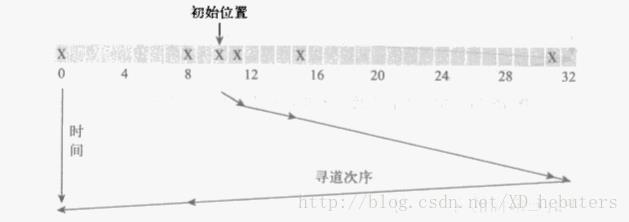 初始位置
X X X X X X
0 4 8 12 16 20 24 28 32
时
间
寻道次序
http://blog.csdn.net/XD_hebuters